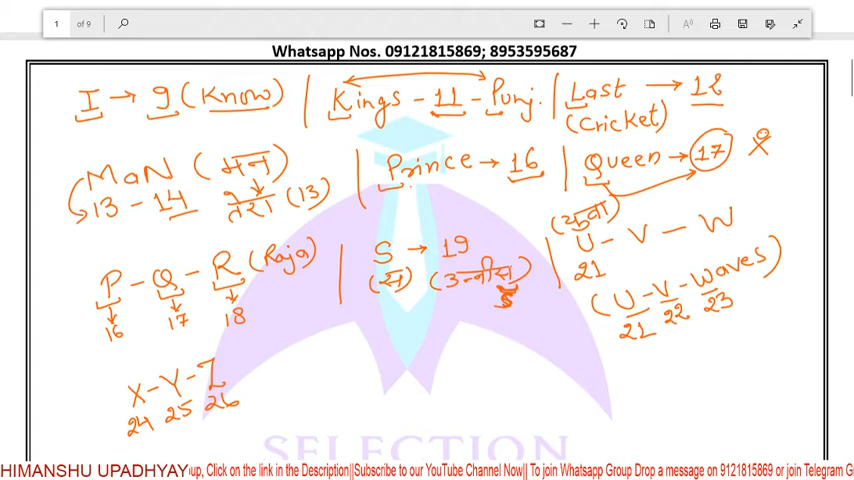 1 of 9
Whatsapp Nos. 09121815869; 8953595687
I → 9 (Know) | Kings - 11 - Punj. | Last → 12
(Cricket)
MaN (मन) | Prince → 16 | Queen → 17
13 - 14 तेरा (13)
(युवा)
P - Q - R (Raja) | S → 19 | U - V - W
16 17 18 (स) (उन्नीस) 21
S (U - V - Waves)
21 22 23
X - Y - Z
24 25 26
SELECTION
HIMANSHU UPADHYAY up, Click on the link in the Description||Subscribe to our YouTube Channel Now!!|| To join Whatsapp Group Drop a message on 9121815869 or join Telegram G